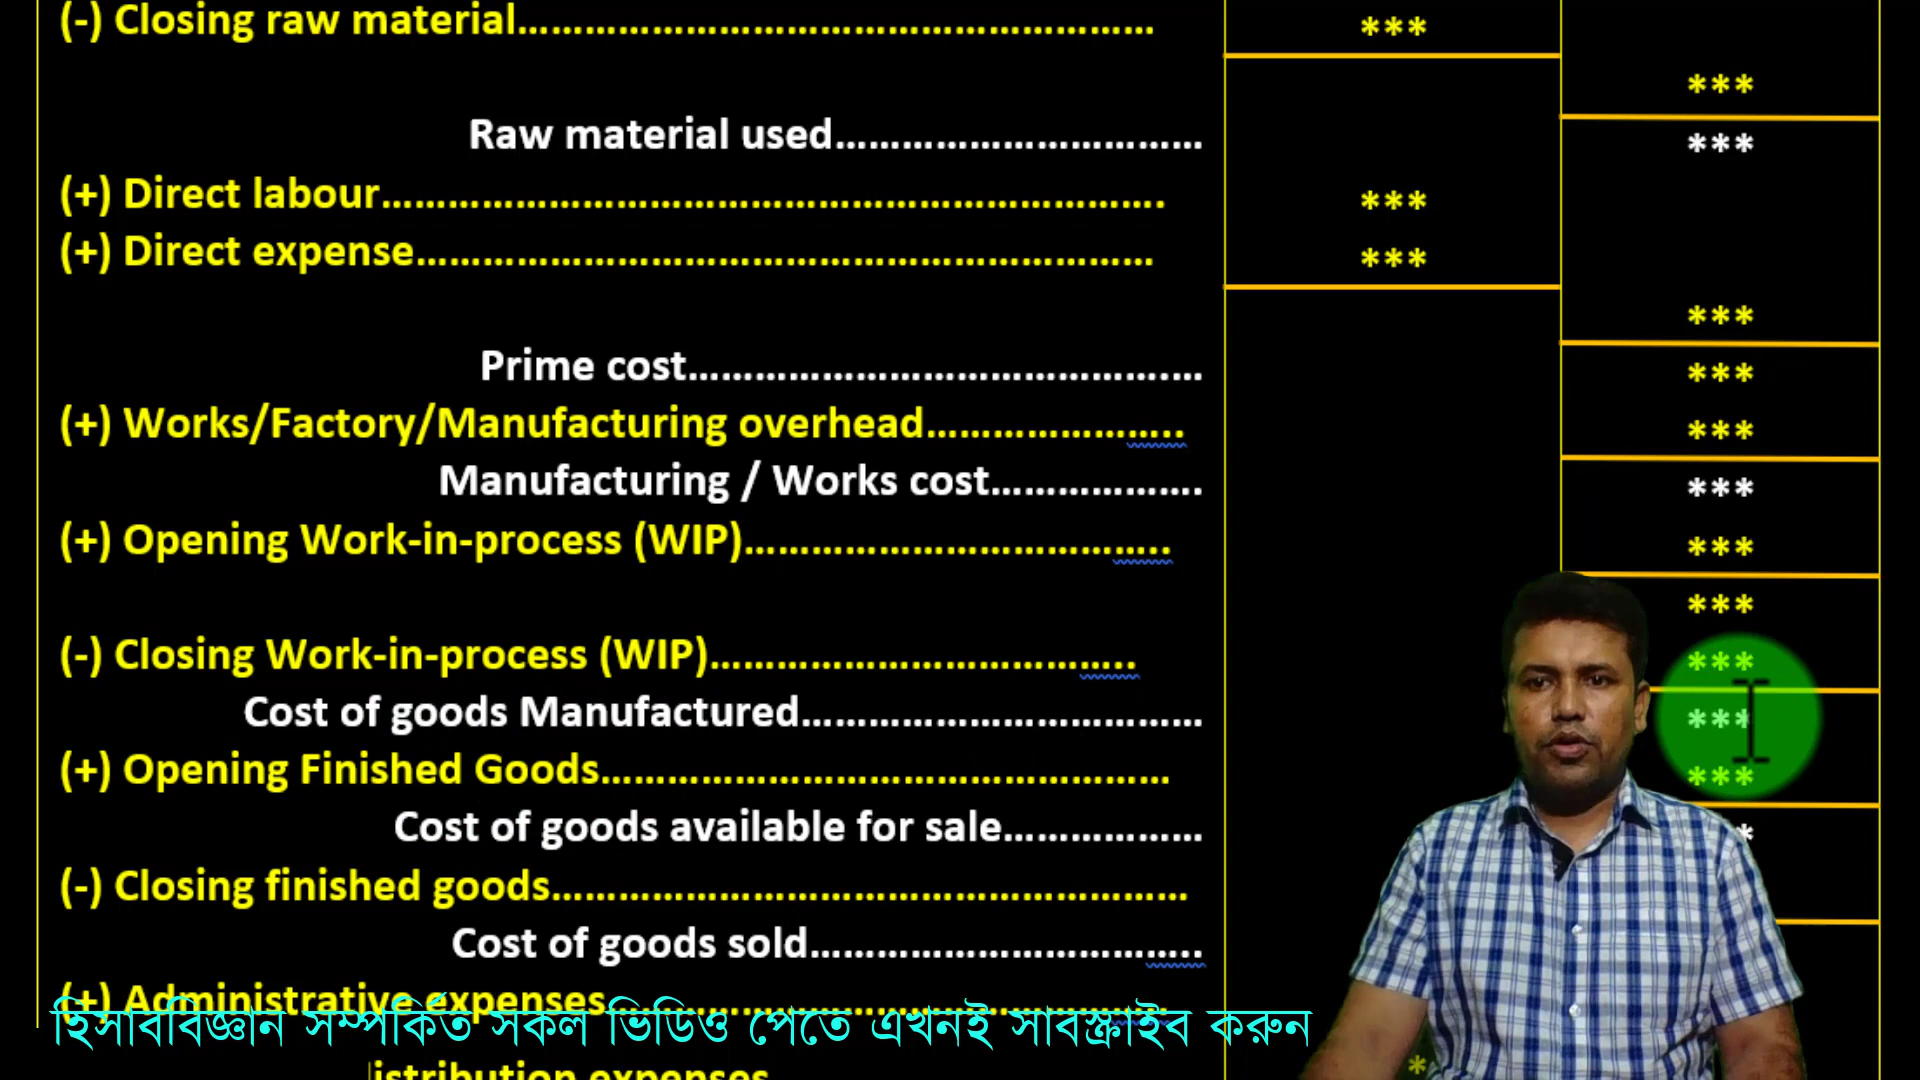 (-) Closing raw material……………………………………………… ***
***
Raw material used………………………… ***
(+) Direct labour…………………………………………………………. ***
(+) Direct expense……………………………………………………… ***
***
Prime cost…………………………………….… ***
(+) Works/Factory/Manufacturing overhead………………….. ***
Manufacturing / Works cost………………. ***
(+) Opening Work-in-process (WIP)………………………………….. ***
***
(-) Closing Work-in-process (WIP)………………………………….. ***
Cost of goods Manufactured………………………………… ***
(+) Opening Finished Goods………………………………………… ***
Cost of goods available for sale……………… *
(-) Closing finished goods………………………………………………
Cost of goods sold………………………………..
(+) Administrative expenses………………………………………..
হিসাববিজ্ঞান সম্পর্কিত সকল ভিডিও পেতে এখনই সাবস্ক্রাইব করুন
istribution expenses *